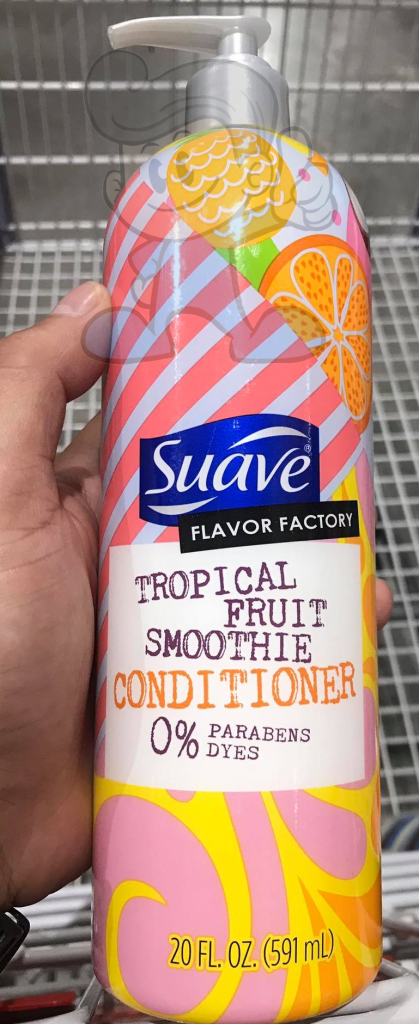 Suave®
FLAVOR FACTORY
TROPICAL
FRUIT
SMOOTHIE
CONDITIONER
0% PARABENS
DYES
20 FL. OZ. (591 mL)